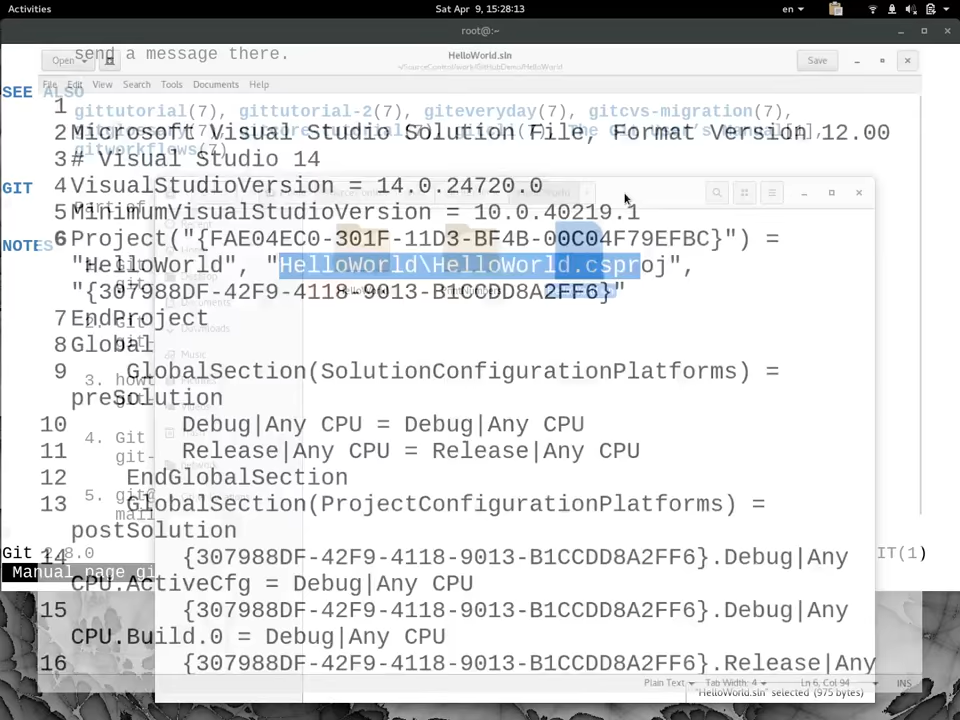 Activities
Sat Apr 9, 15:28:13
en
root@:~
send a message there.
HelloWorld.sln
Open
Save
File Edit View Search Tools Documents Help
SEE ALSO
gittutorial(7), gittutorial-2(7), giteveryday(7), gitcvs-migration(7),
gitworkflows(7)
1
2 Microsoft Visual Studio Solution File, Format Version 12.00
3 # Visual Studio 14
GIT
4 VisualStudioVersion = 14.0.24720.0
5 MinimumVisualStudioVersion = 10.0.40219.1
NOTES
6 Project("{FAE04EC0-301F-11D3-BF4B-00C04F79EFBC}") =
"HelloWorld", "HelloWorld\HelloWorld.csproj",
"{307988DF-42F9-4118-9013-B1CCDD8A2FF6}"
7 EndProject
8 Global
9 GlobalSection(SolutionConfigurationPlatforms) =
preSolution
10 Debug|Any CPU = Debug|Any CPU
11 Release|Any CPU = Release|Any CPU
12 EndGlobalSection
13 GlobalSection(ProjectConfigurationPlatforms) =
postSolution
14 {307988DF-42F9-4118-9013-B1CCDD8A2FF6}.Debug|Any
CPU.ActiveCfg = Debug|Any CPU
15 {307988DF-42F9-4118-9013-B1CCDD8A2FF6}.Debug|Any
CPU.Build.0 = Debug|Any CPU
16 {307988DF-42F9-4118-9013-B1CCDD8A2FF6}.Release|Any
Documents
Downloads
Music
Manual page
Plain Text Tab Width: 4 Ln 6, Col 94 INS
"HelloWorld.sln" selected (975 bytes)